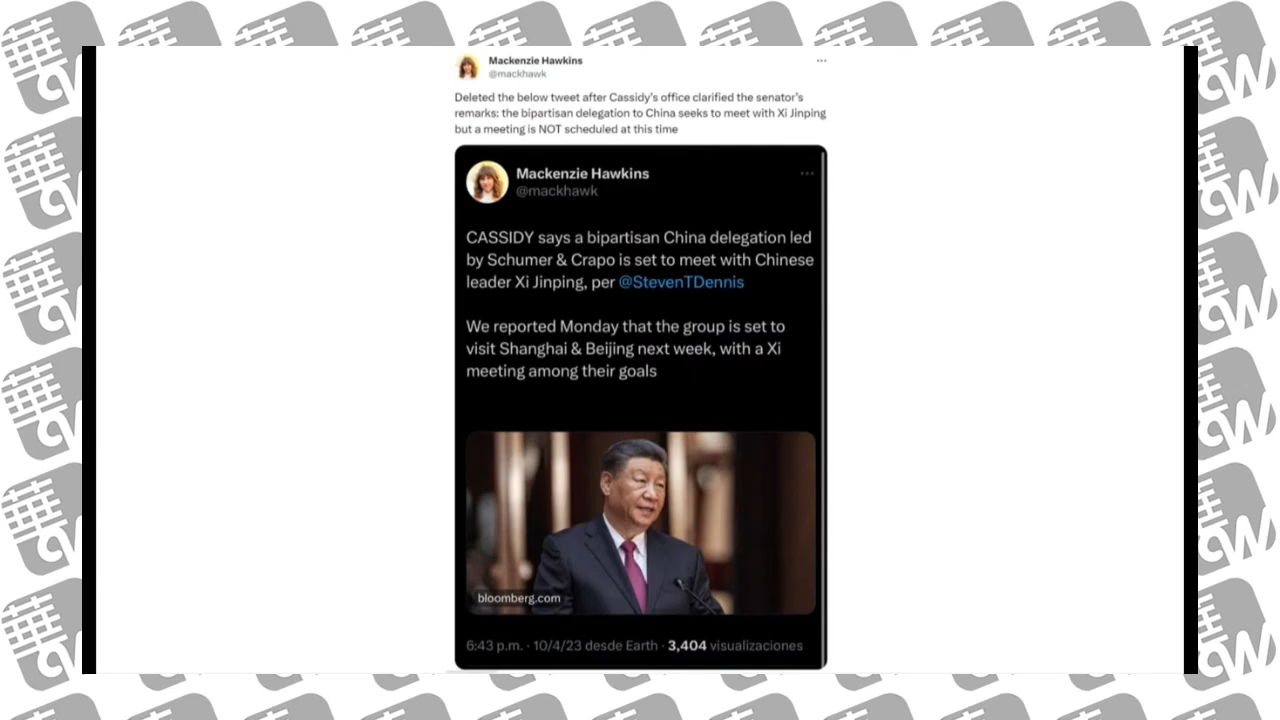 Mackenzie Hawkins
@mackhawk
Deleted the below tweet after Cassidy's office clarified the senator's
remarks: the bipartisan delegation to China seeks to meet with Xi Jinping
but a meeting is NOT scheduled at this time
Mackenzie Hawkins
@mackhawk
CASSIDY says a bipartisan China delegation led
by Schumer & Crapo is set to meet with Chinese
leader Xi Jinping, per @StevenTDennis
We reported Monday that the group is set to
visit Shanghai & Beijing next week, with a Xi
meeting among their goals
bloomberg.com
6:43 p.m. · 10/4/23 desde Earth · 3,404 visualizaciones